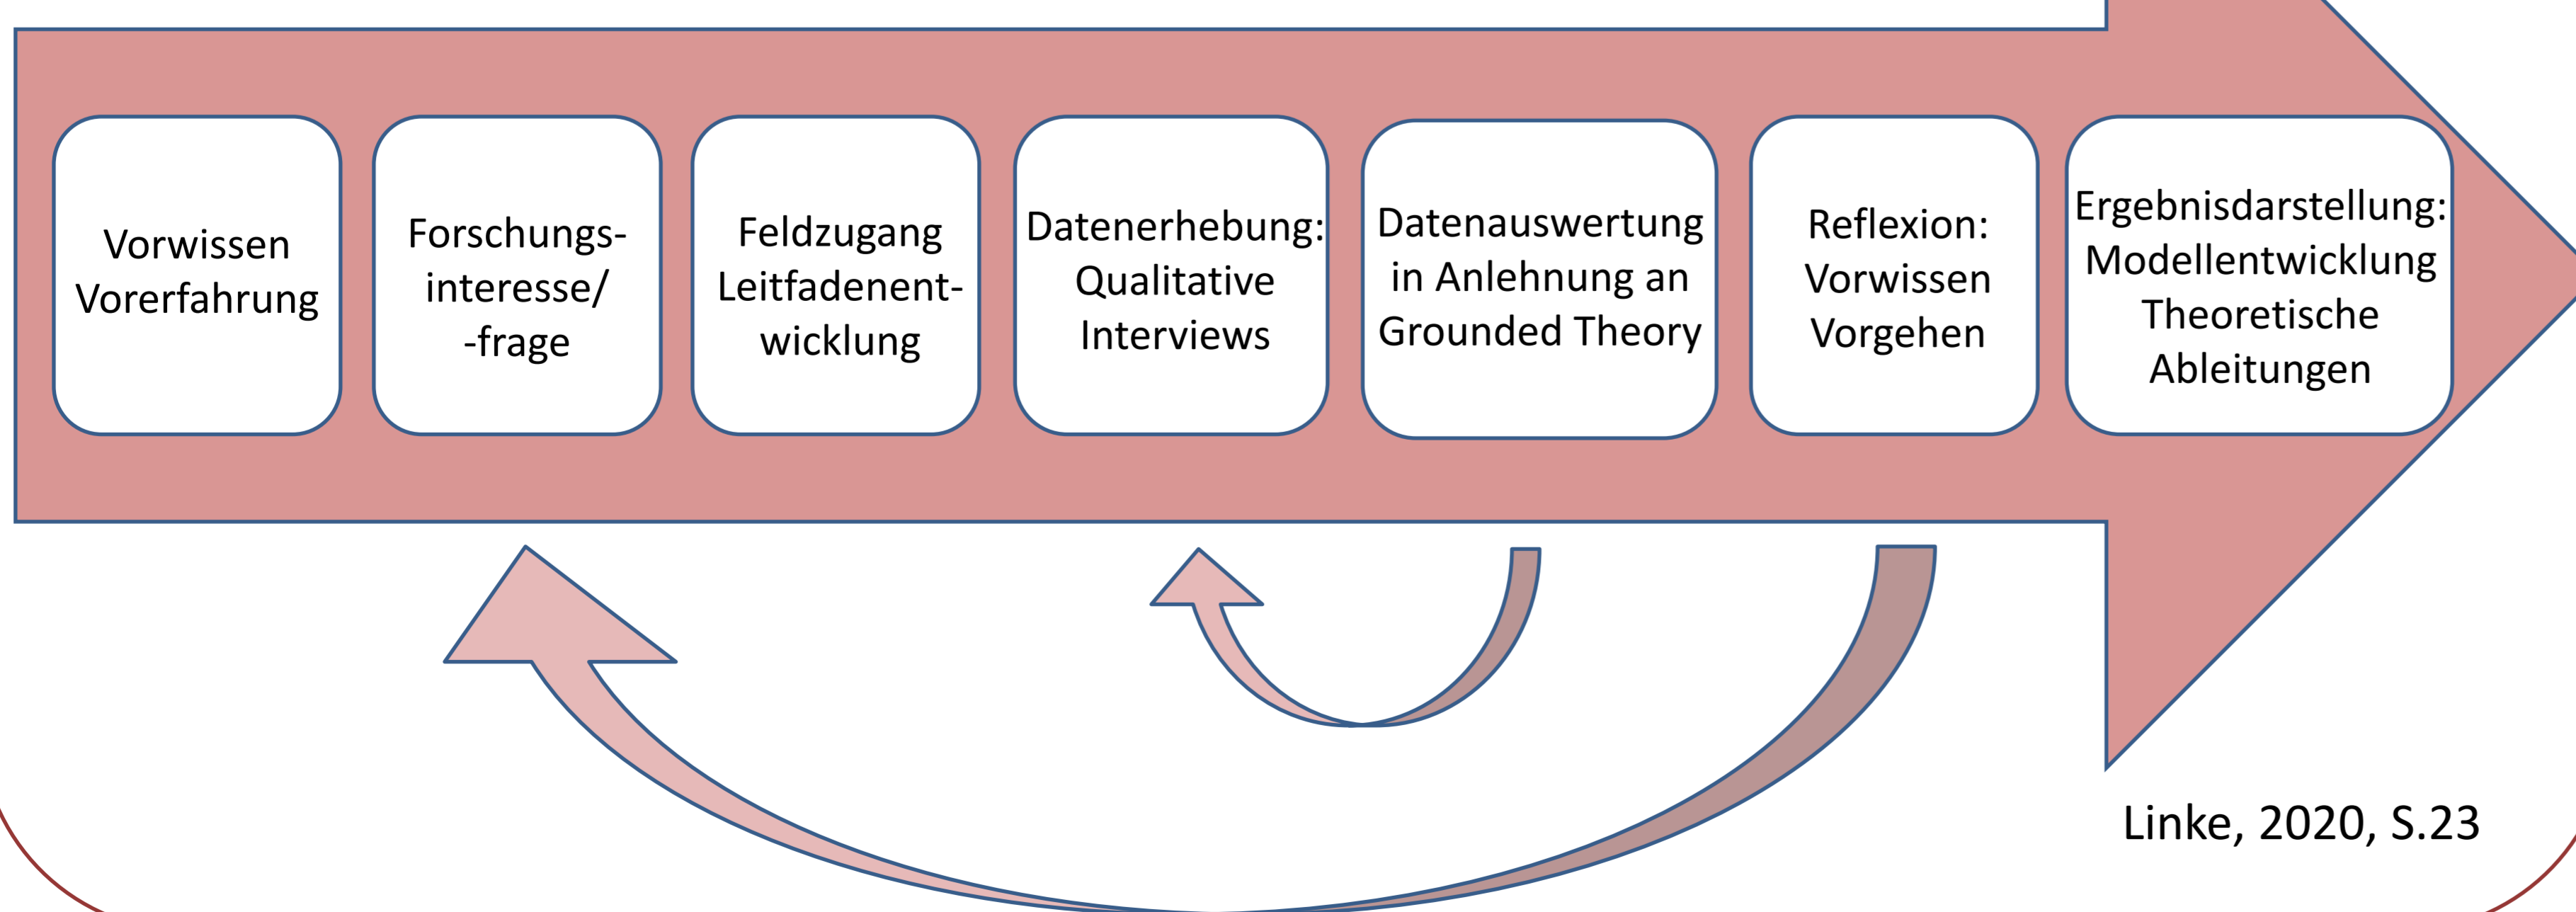 Vorwissen
Vorerfahrung
Forschungs-
interesse/
-frage
Feldzugang
Leitfadenent-
wicklung
Datenerhebung:
Qualitative
Interviews
Datenauswertung
in Anlehnung an
Grounded Theory
Reflexion:
Vorwissen
Vorgehen
Ergebnisdarstellung:
Modellentwicklung
Theoretische
Ableitungen
Linke, 2020, S.23